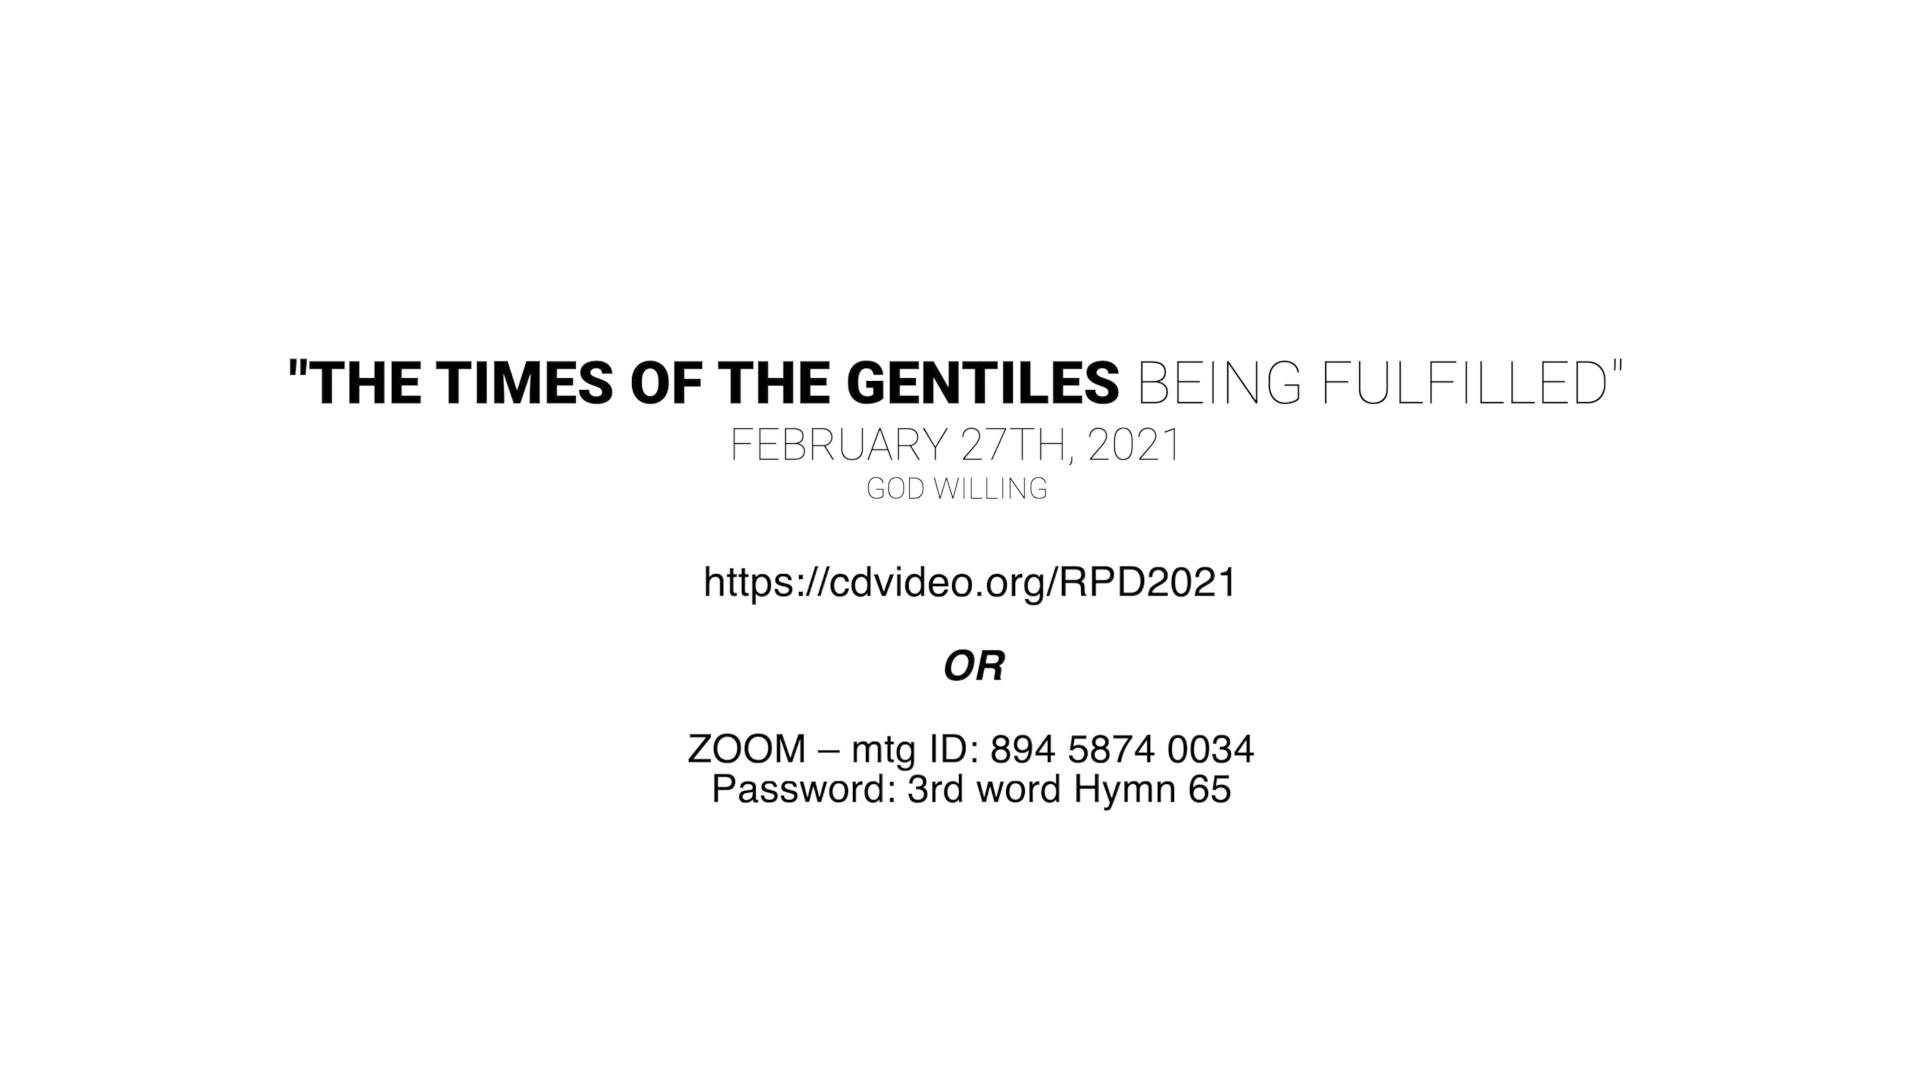 "THE TIMES OF THE GENTILES BEING FULFILLED"
FEBRUARY 27TH, 2021
GOD WILLING
https://cdvideo.org/RPD2021
OR
ZOOM – mtg ID: 894 5874 0034
Password: 3rd word Hymn 65